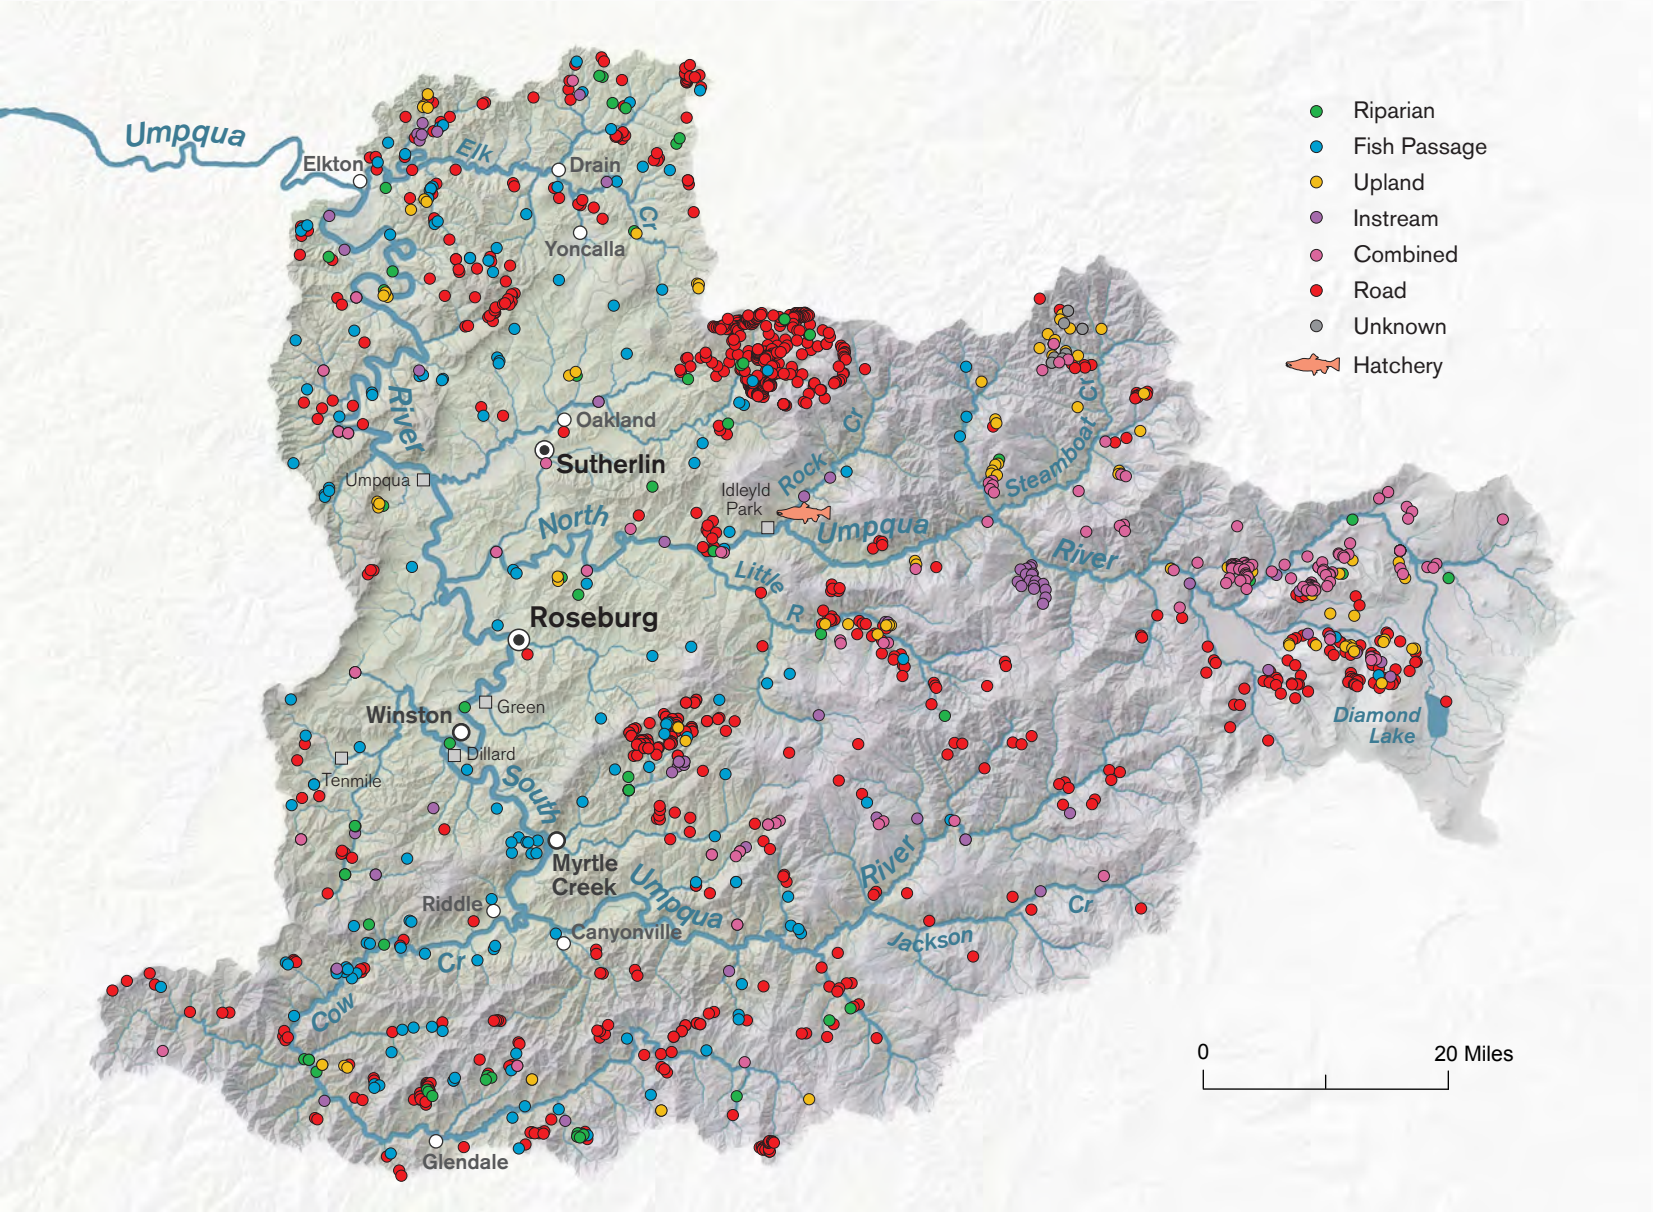 Umpqua
Elkton
Elk
Drain
Cr
Yoncalla
River
Oakland
Sutherlin
Umpqua
Idleyld
Park
Rock
Cr
Steamboat
Cr
North
Umpqua
River
Little
R
Roseburg
Green
Winston
Dillard
Tenmile
South
Diamond
Lake
Myrtle
Creek
Umpqua
River
Riddle
Canyonville
Cr
Cow
Jackson
Cr
Glendale
Riparian
Fish Passage
Upland
Instream
Combined
Road
Unknown
Hatchery
0
20 Miles